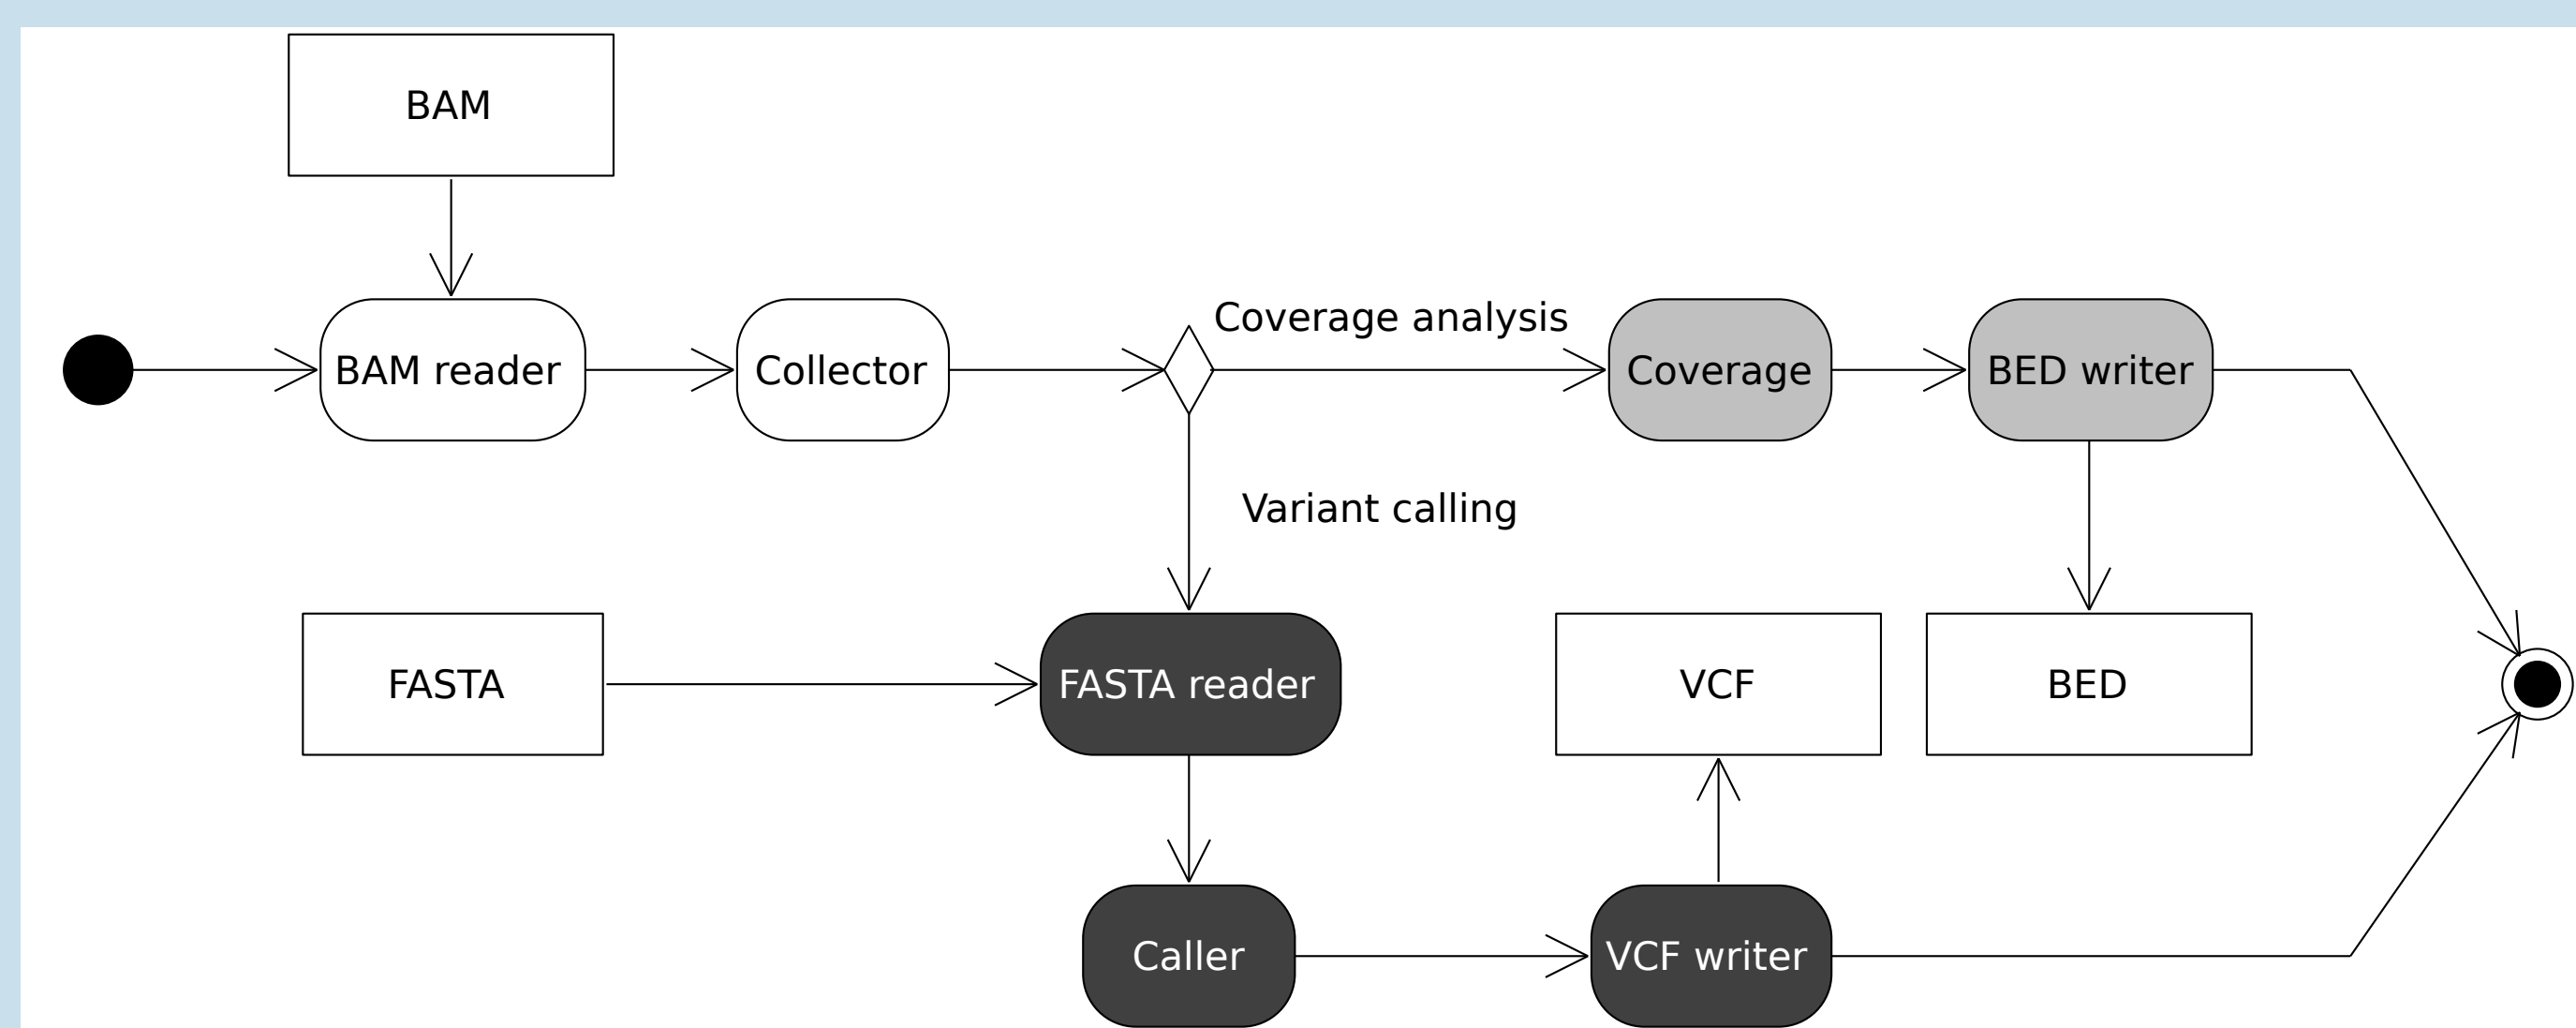 BAM
Coverage analysis
BAM reader
Collector
Coverage
BED writer
Variant calling
FASTA
FASTA reader
VCF
BED
Caller
VCF writer